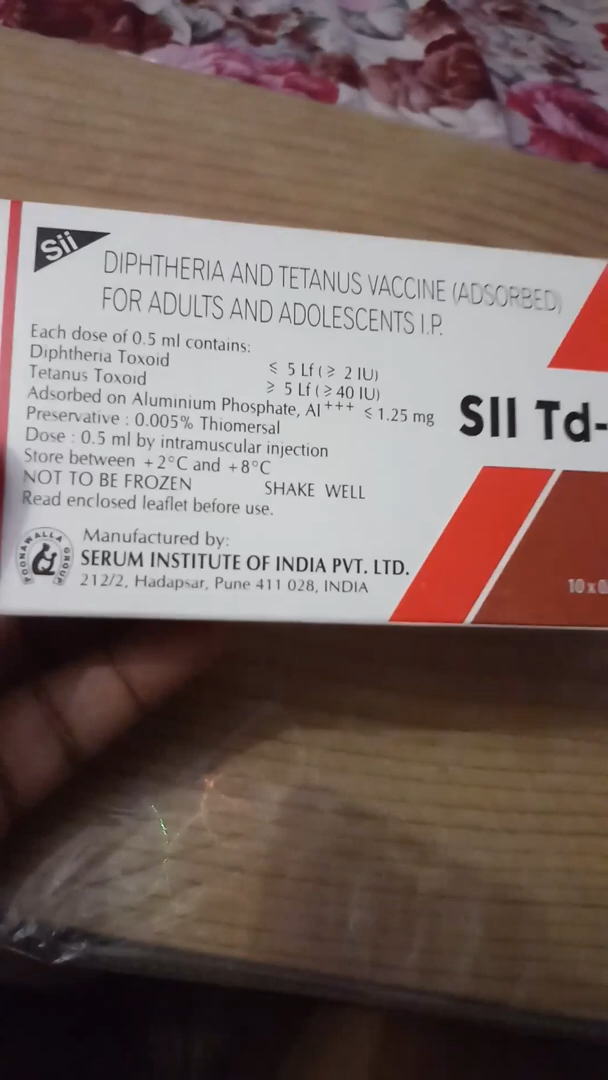 Sii
DIPHTHERIA AND TETANUS VACCINE (ADSORBED)
FOR ADULTS AND ADOLESCENTS I.P.
Each dose of 0.5 ml contains:
Diphtheria Toxoid ≤ 5 Lf (≥ 2 IU)
Tetanus Toxoid ≥ 5 Lf (≥ 40 IU)
Adsorbed on Aluminium Phosphate, Al+++ ≤ 1.25 mg
Preservative : 0.005% Thiomersal
Dose : 0.5 ml by intramuscular injection
Store between +2°C and +8°C
NOT TO BE FROZEN SHAKE WELL
Read enclosed leaflet before use.
SII Td-
POONAWALLA GROUP
Manufactured by:
SERUM INSTITUTE OF INDIA PVT. LTD.
212/2, Hadapsar, Pune 411 028, INDIA
10 x 0